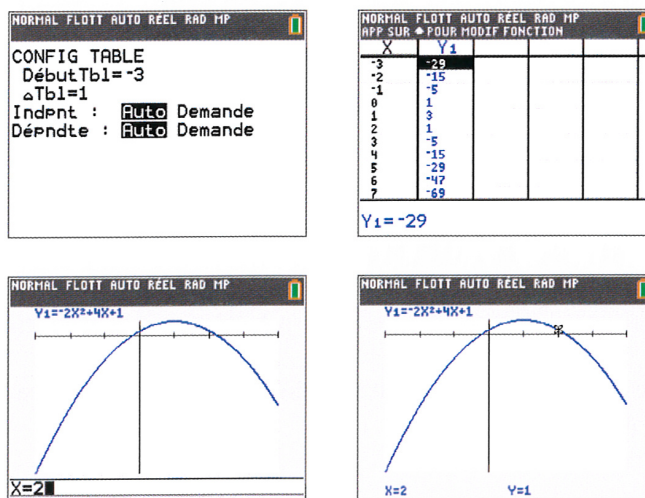 NORMAL FLOTT AUTO RÉEL RAD MP
CONFIG TABLE
DébutTbl=-3
△Tbl=1
Indpnt : Auto Demande
Dépndte : Auto Demande
NORMAL FLOTT AUTO RÉEL RAD MP
APP SUR ◆ POUR MODIF FONCTION
X Y1
-3 -29
-2 -15
-1 -5
0 1
1 3
2 1
3 -5
4 -15
5 -29
6 -47
7 -69
Y1=-29
NORMAL FLOTT AUTO RÉEL RAD MP
Y1=-2X²+4X+1
X=2
NORMAL FLOTT AUTO RÉEL RAD MP
Y1=-2X²+4X+1
X=2 Y=1